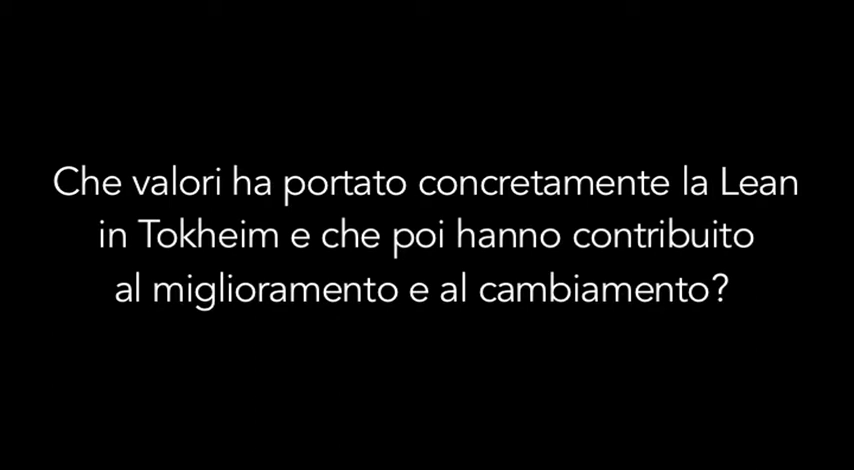 Che valori ha portato concretamente la Lean
in Tokheim e che poi hanno contribuito
al miglioramento e al cambiamento?